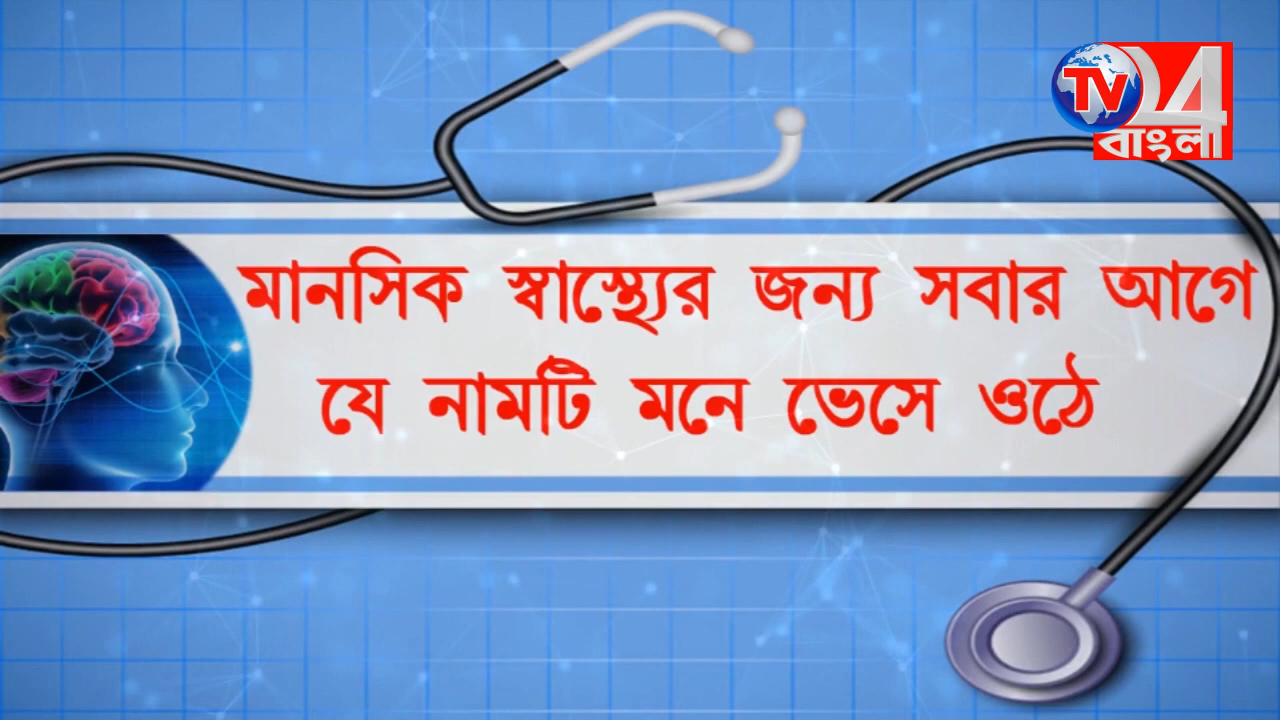 TV 24
বাংলা
মানসিক স্বাস্থ্যের জন্য সবার আগে
যে নামটি মনে ভেসে ওঠে